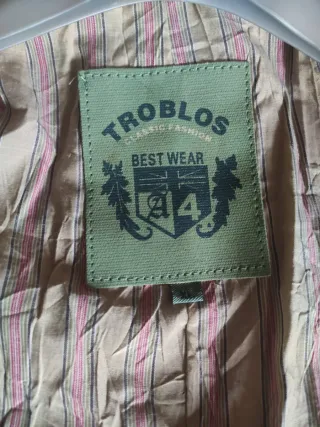 TROBLOS
CLASSIC FASHION
BEST WEAR
A 4